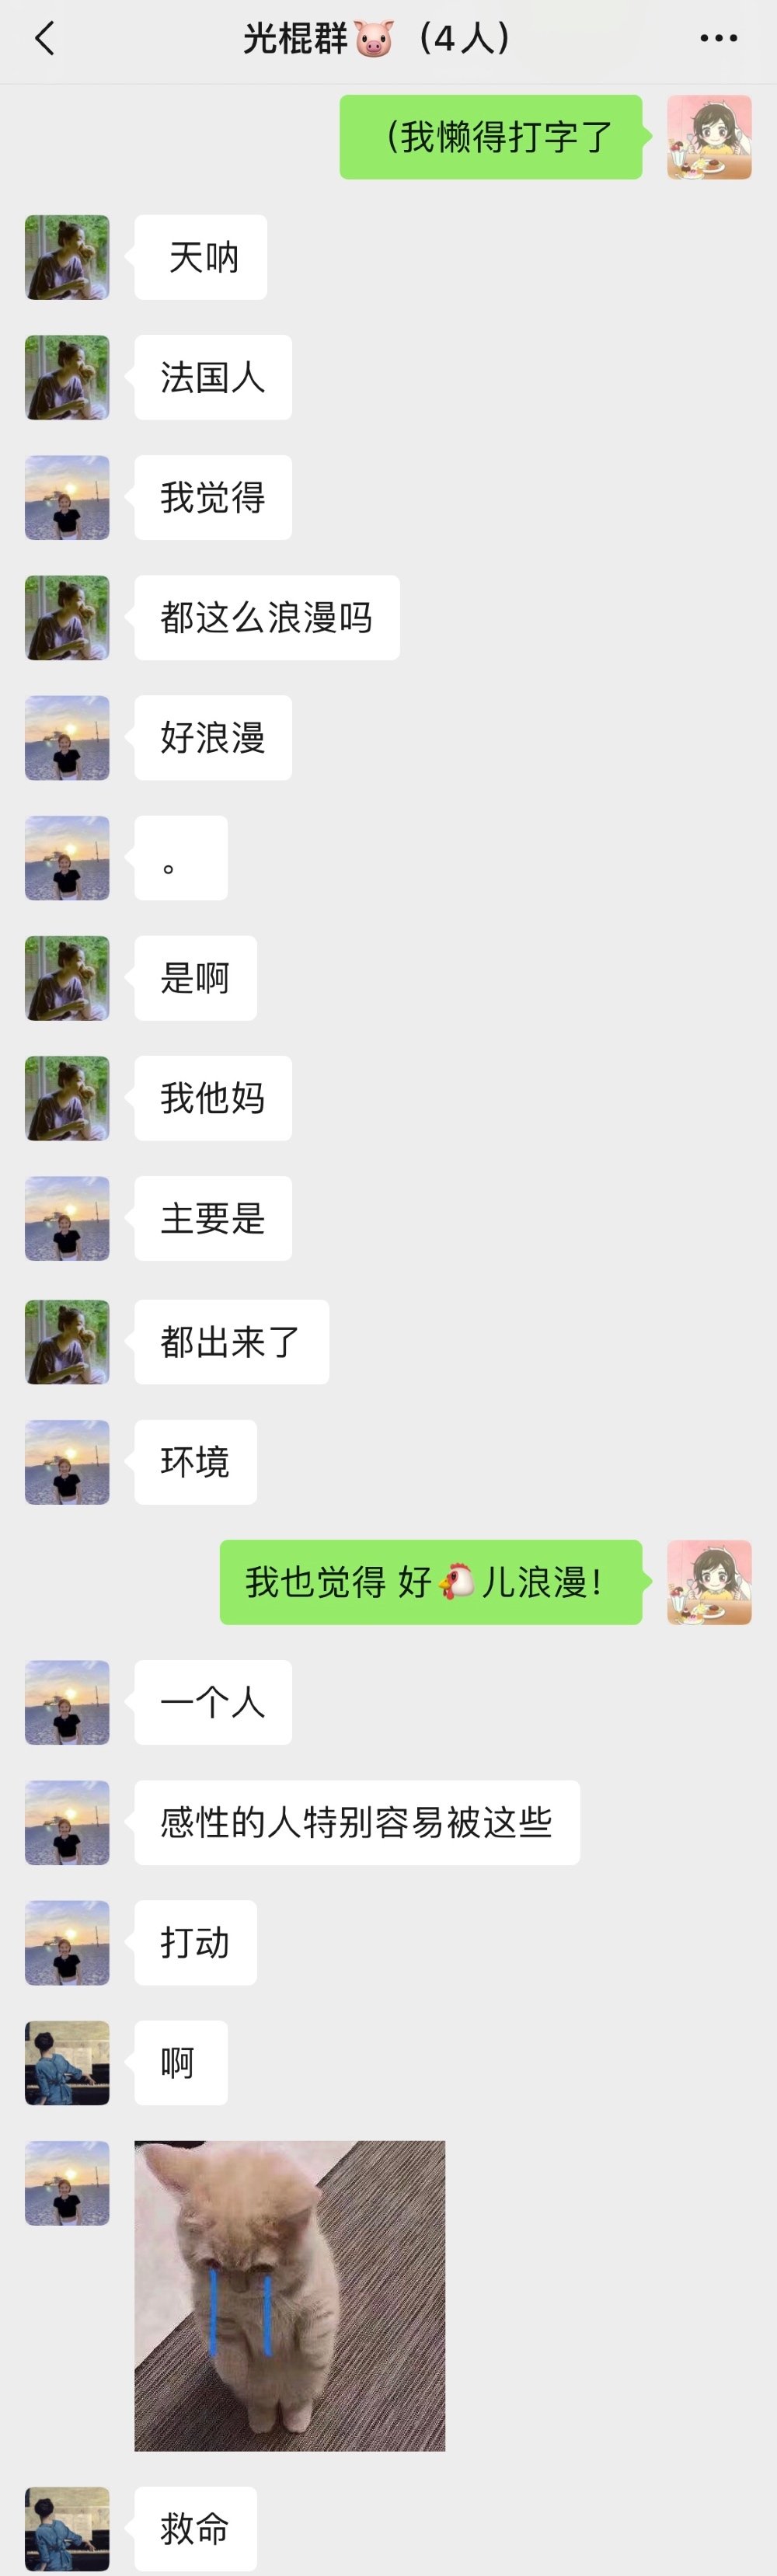 光棍群🐷（4人）
（我懒得打字了
天呐
法国人
我觉得
都这么浪漫吗
好浪漫
。
是啊
我他妈
主要是
都出来了
环境
我也觉得 好🐔儿浪漫！
一个人
感性的人特别容易被这些
打动
啊
救命